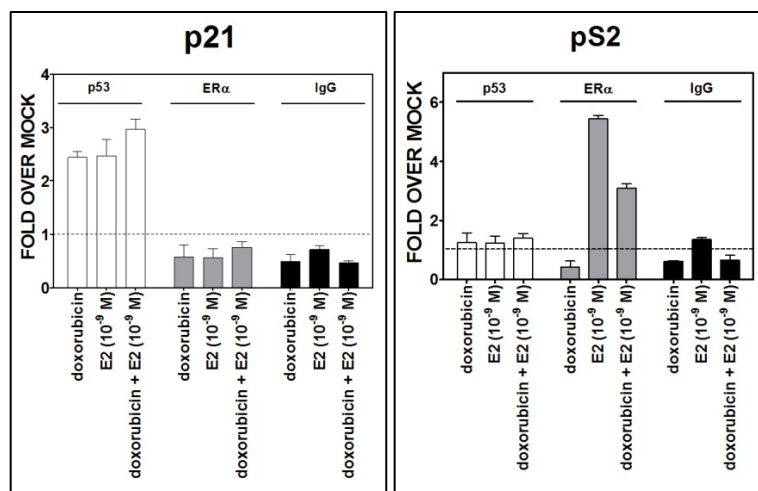 p21
p53 ERα IgG
FOLD OVER MOCK
4
3
2
1
0
doxorubicin
E2 (10⁻⁹ M)
doxorubicin + E2 (10⁻⁹ M)
doxorubicin
E2 (10⁻⁹ M)
doxorubicin + E2 (10⁻⁹ M)
doxorubicin
E2 (10⁻⁹ M)
doxorubicin + E2 (10⁻⁹ M)
pS2
p53 ERα IgG
FOLD OVER MOCK
6
4
2
0
doxorubicin
E2 (10⁻⁹ M)
doxorubicin + E2 (10⁻⁹ M)
doxorubicin
E2 (10⁻⁹ M)
doxorubicin + E2 (10⁻⁹ M)
doxorubicin
E2 (10⁻⁹ M)
doxorubicin + E2 (10⁻⁹ M)